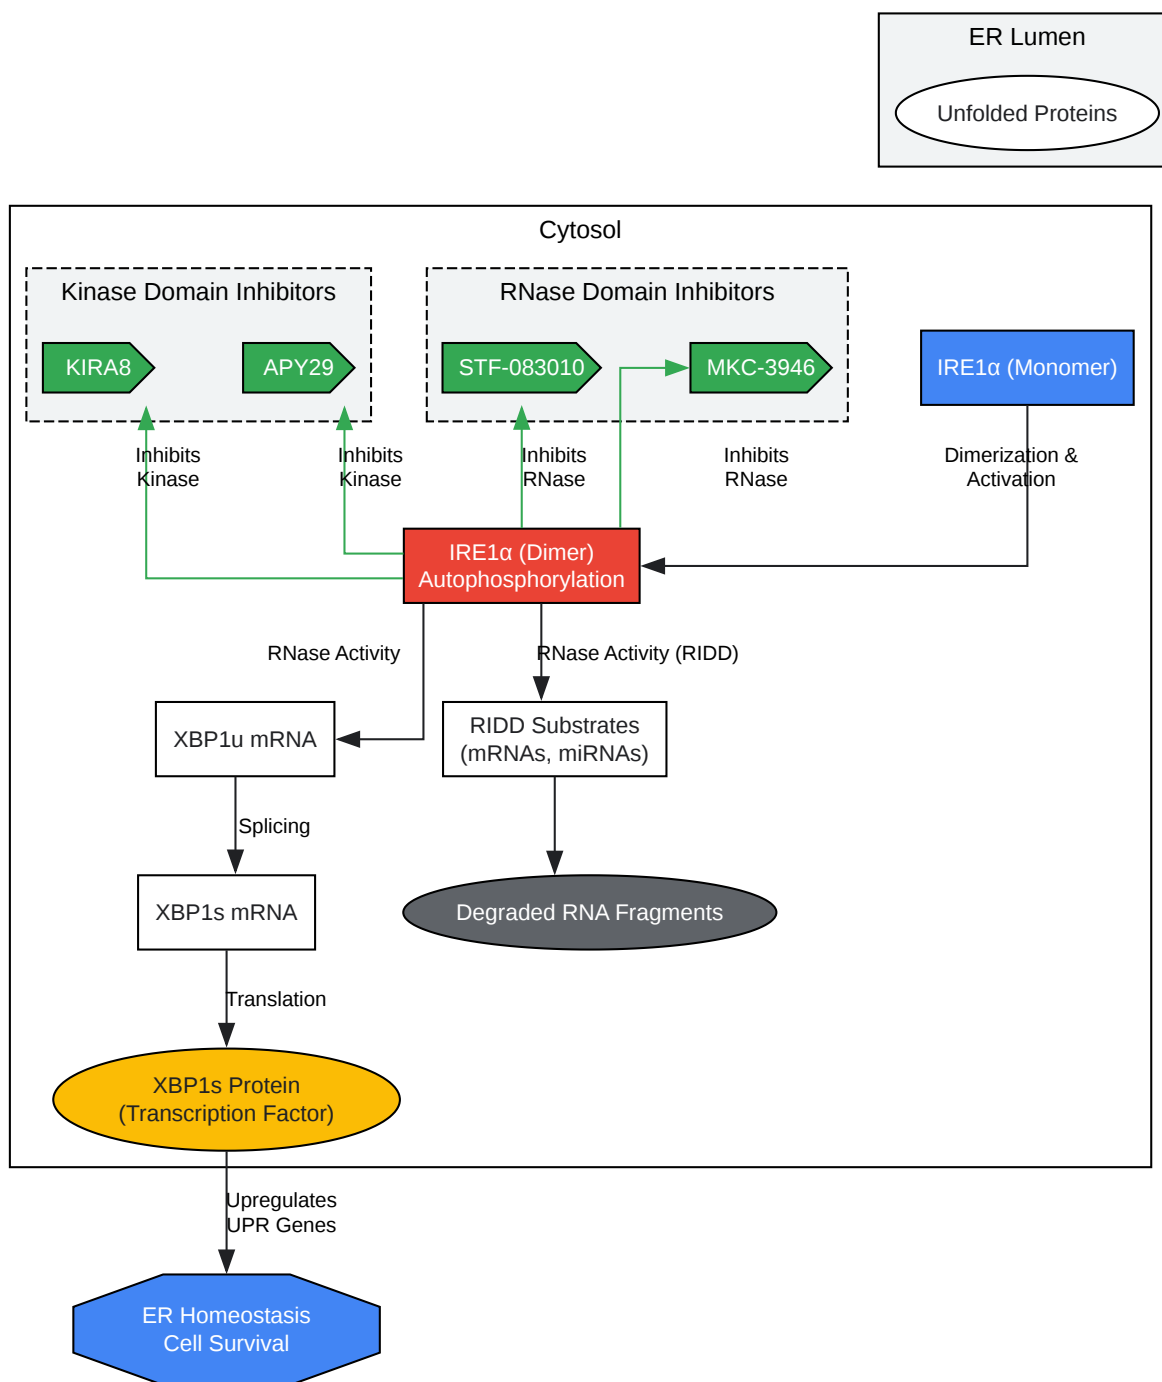 ER Lumen
Unfolded Proteins
Cytosol
Kinase Domain Inhibitors
RNase Domain Inhibitors
KIRA8
APY29
STF-083010
MKC-3946
IRE1α (Monomer)
Inhibits
Kinase
Inhibits
Kinase
Inhibits
RNase
Inhibits
RNase
Dimerization &
Activation
IRE1α (Dimer)
Autophosphorylation
RNase Activity
RNase Activity (RIDD)
XBP1u mRNA
RIDD Substrates
(mRNAs, miRNAs)
Splicing
XBP1s mRNA
Degraded RNA Fragments
Translation
XBP1s Protein
(Transcription Factor)
Upregulates
UPR Genes
ER Homeostasis
Cell Survival